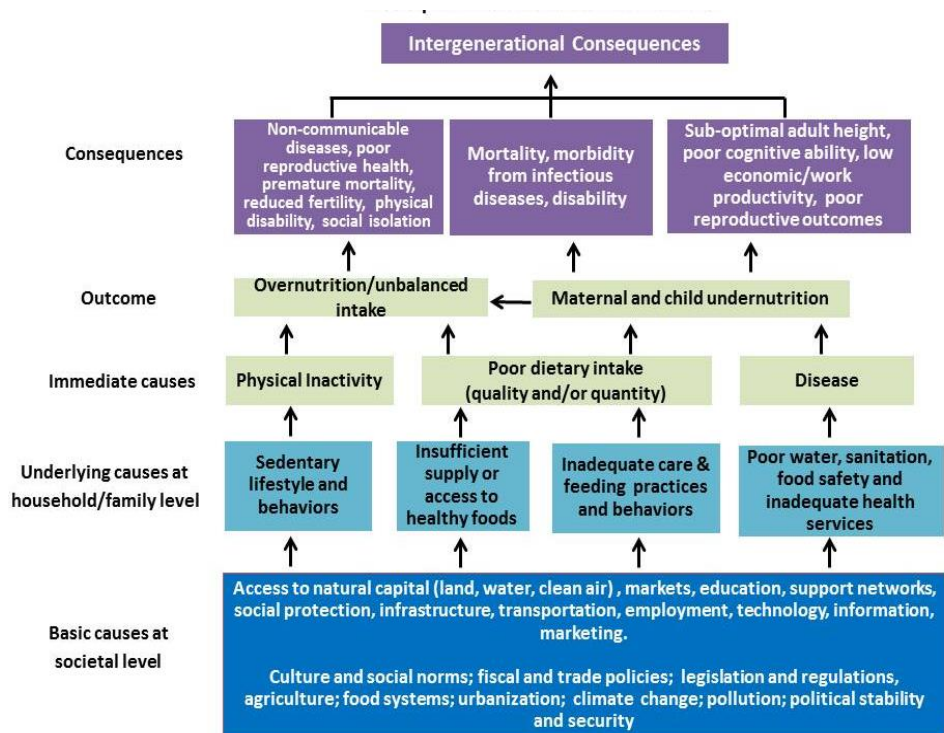 Intergenerational Consequences
Consequences
Non-communicable
diseases, poor
reproductive health,
premature mortality,
reduced fertility, physical
disability, social isolation
Mortality, morbidity
from infectious
diseases, disability
Sub-optimal adult height,
poor cognitive ability, low
economic/work
productivity, poor
reproductive outcomes
Outcome
Overnutrition/unbalanced
intake
Maternal and child undernutrition
Immediate causes
Physical Inactivity
Poor dietary intake
(quality and/or quantity)
Disease
Underlying causes at
household/family level
Sedentary
lifestyle and
behaviors
Insufficient
supply or
access to
healthy foods
Inadequate care &
feeding practices
and behaviors
Poor water, sanitation,
food safety and
inadequate health
services
Basic causes at
societal level
Access to natural capital (land, water, clean air) , markets, education, support networks,
social protection, infrastructure, transportation, employment, technology, information,
marketing.
Culture and social norms; fiscal and trade policies; legislation and regulations,
agriculture; food systems; urbanization; climate change; pollution; political stability
and security